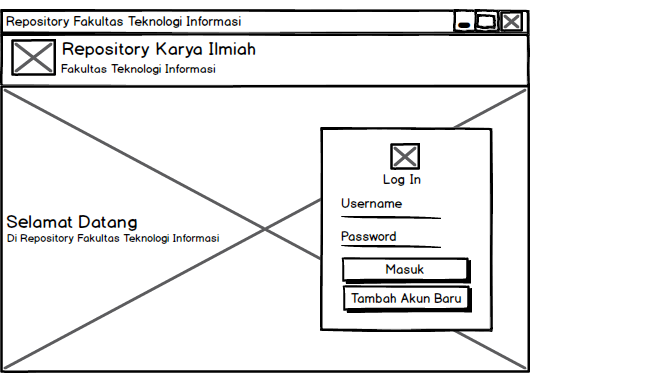 Repository Fakultas Teknologi Informasi
Repository Karya Ilmiah
Fakultas Teknologi Informasi
Selamat Datang
Di Repository Fakultas Teknologi Informasi
Log In
Username
Password
Masuk
Tambah Akun Baru